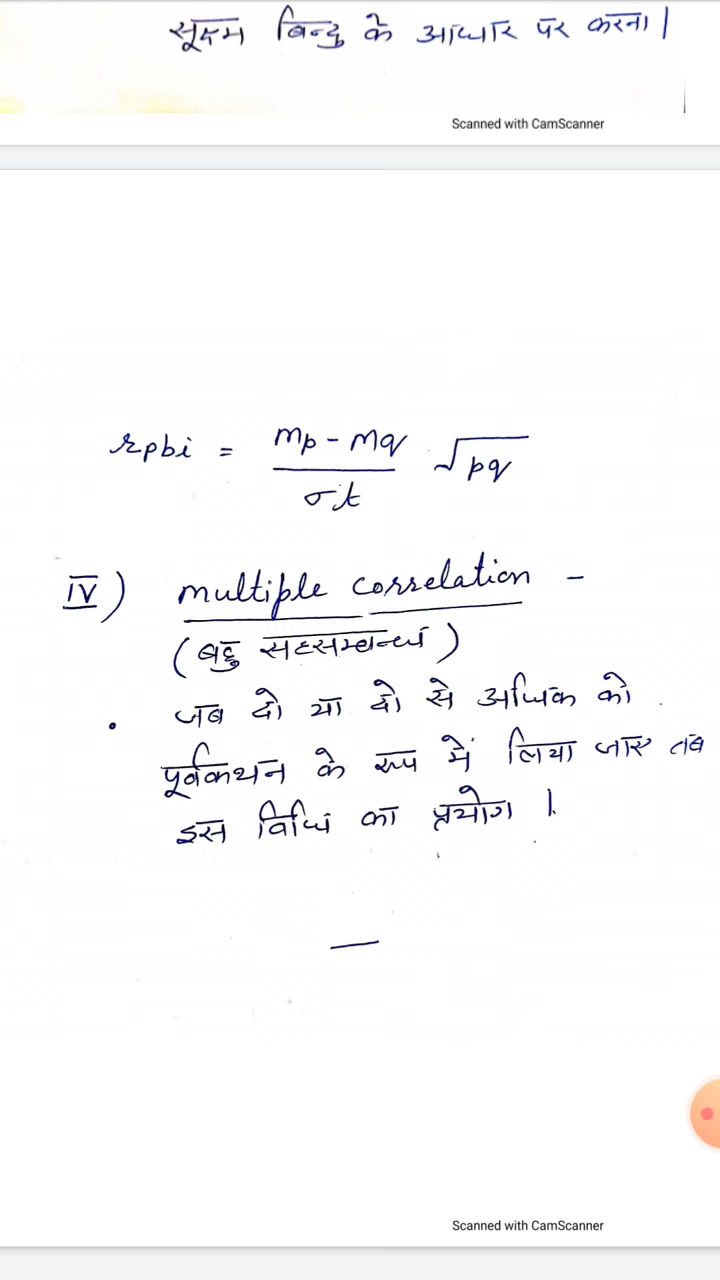 सूक्ष्म बिन्दु के आधार पर करना।
Scanned with CamScanner
rpbi = Mp - Mq / σt √pq
IV) multiple correlation -
(बहु सहसम्बन्ध)
. जब दो या दो से अधिक को
पूर्वकथन के रूप में लिया जाए तब
इस विधि का प्रयोग ।
Scanned with CamScanner